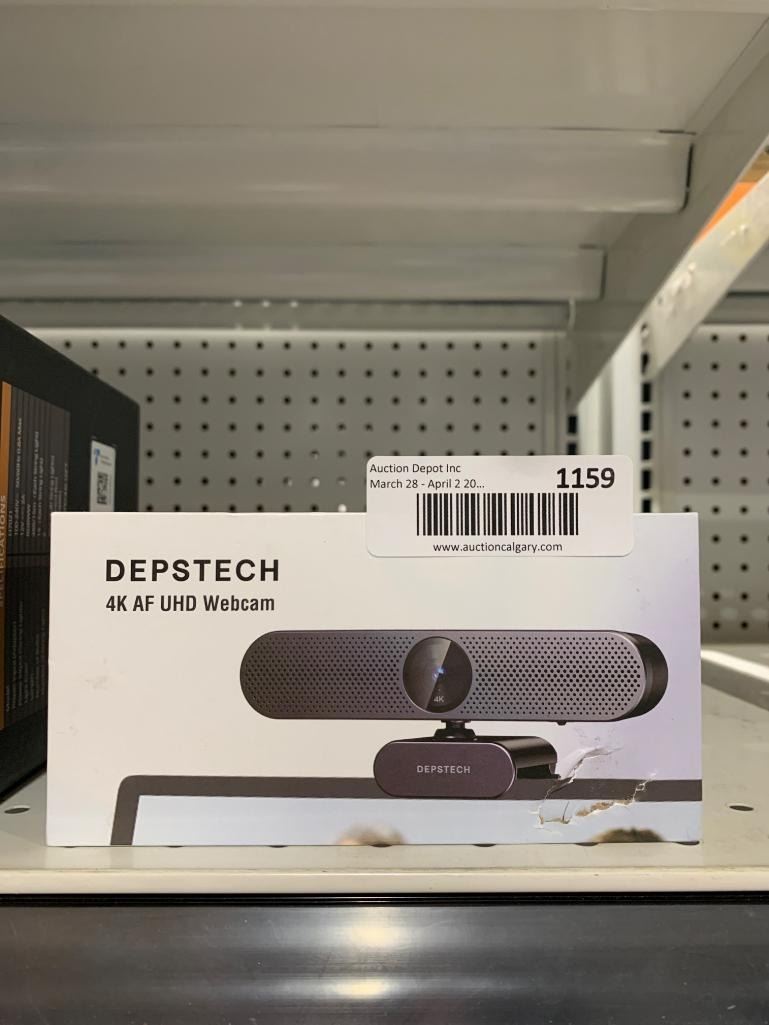 Auction Depot Inc
March 28 - April 2 20...
1159
www.auctioncalgary.com
DEPSTECH
4K AF UHD Webcam
4K
DEPSTECH